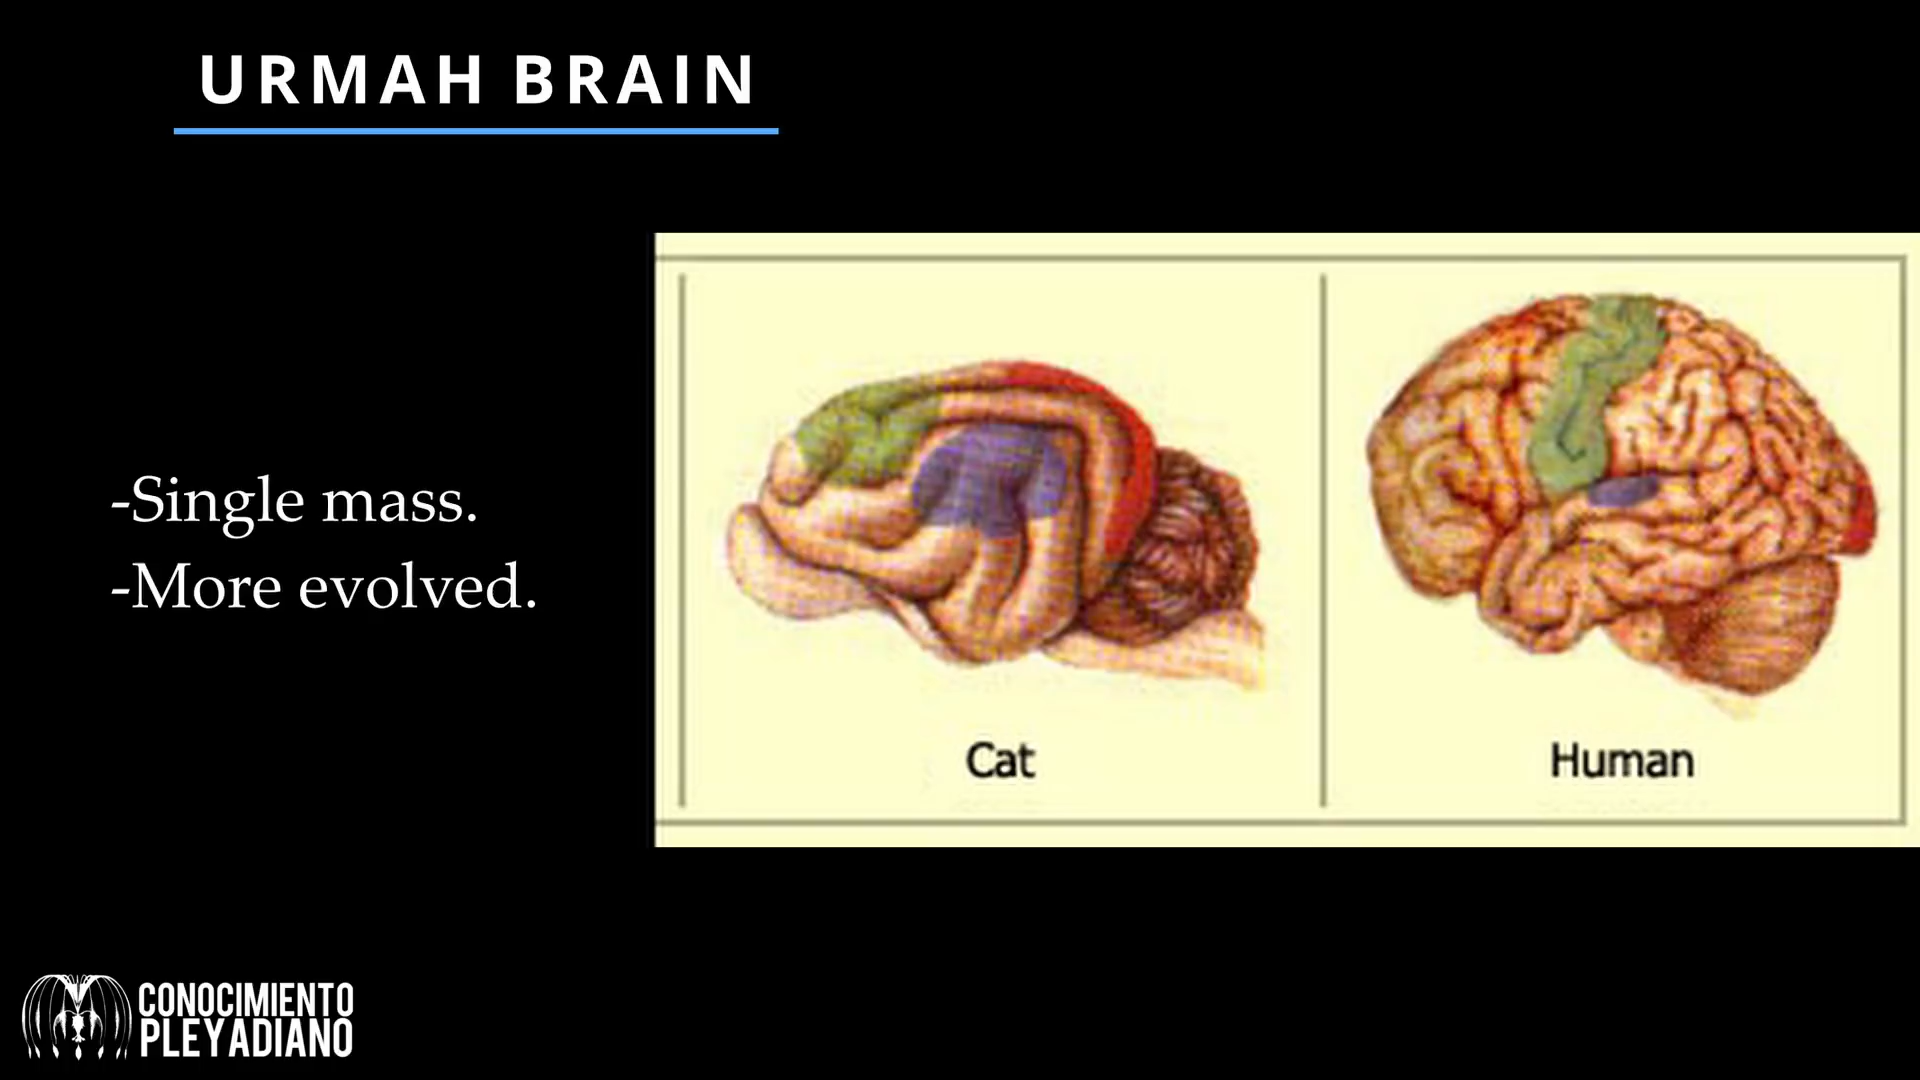 URMAH BRAIN
-Single mass.
-More evolved.
Cat
Human
CONOCIMIENTO
PLEYADIANO